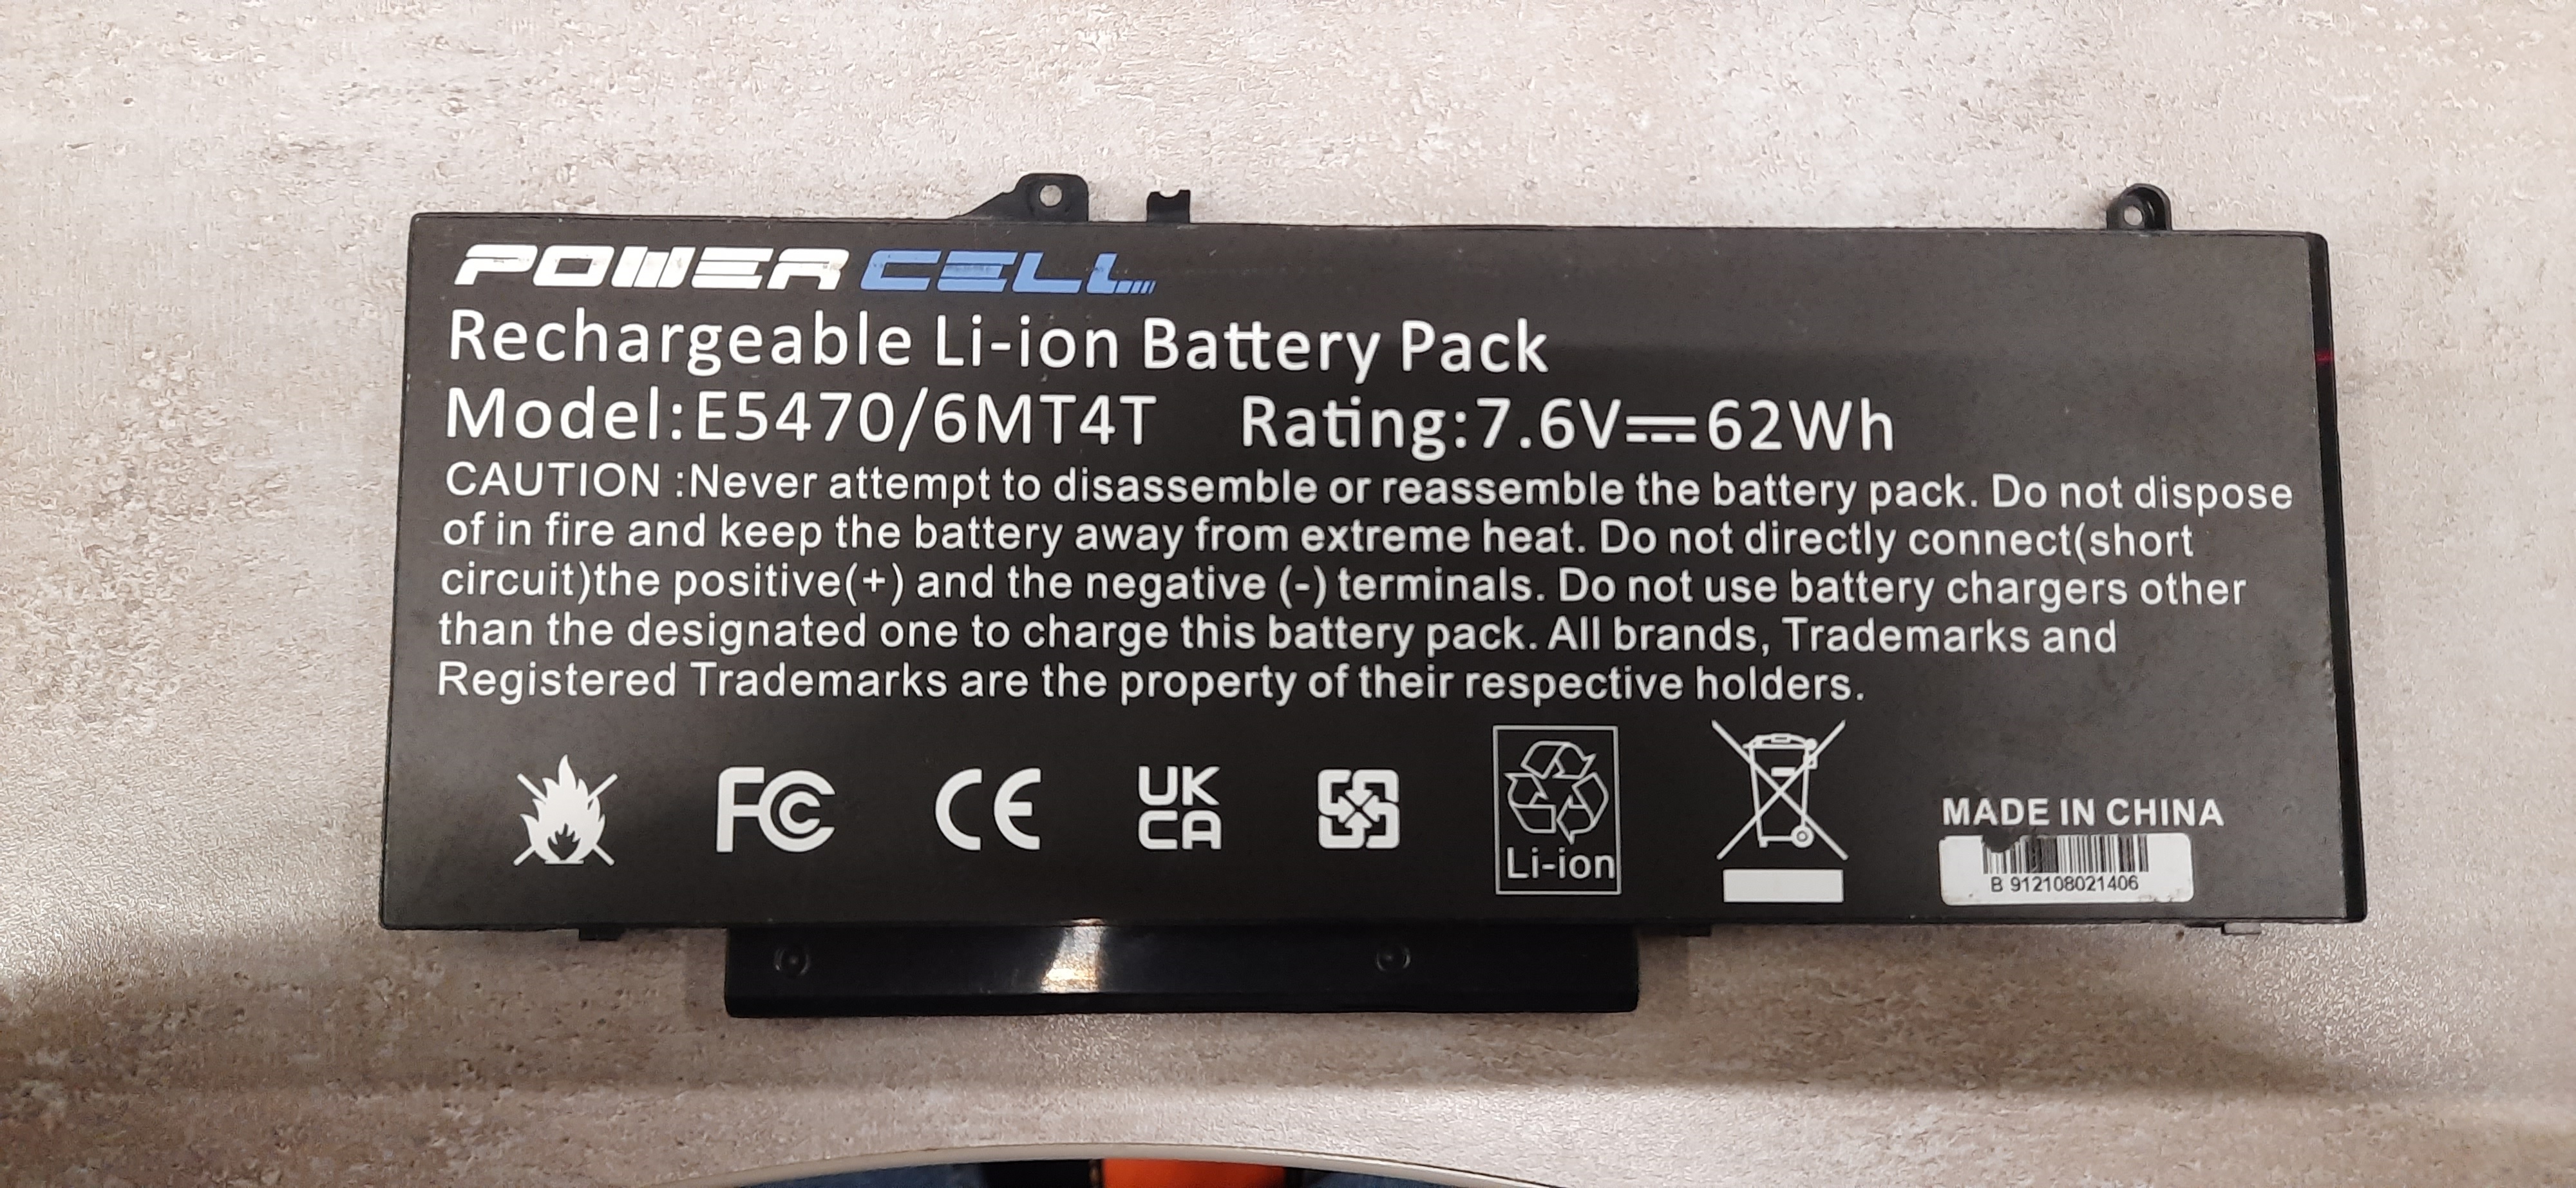 POWER CELL
Rechargeable Li-ion Battery Pack
Model:E5470/6MT4T Rating:7.6V⎓62Wh
CAUTION :Never attempt to disassemble or reassemble the battery pack. Do not dispose
of in fire and keep the battery away from extreme heat. Do not directly connect(short
circuit)the positive(+) and the negative (-) terminals. Do not use battery chargers other
than the designated one to charge this battery pack. All brands, Trademarks and
Registered Trademarks are the property of their respective holders.
FC CE UK
CA
Li-ion
MADE IN CHINA
B 912108021406